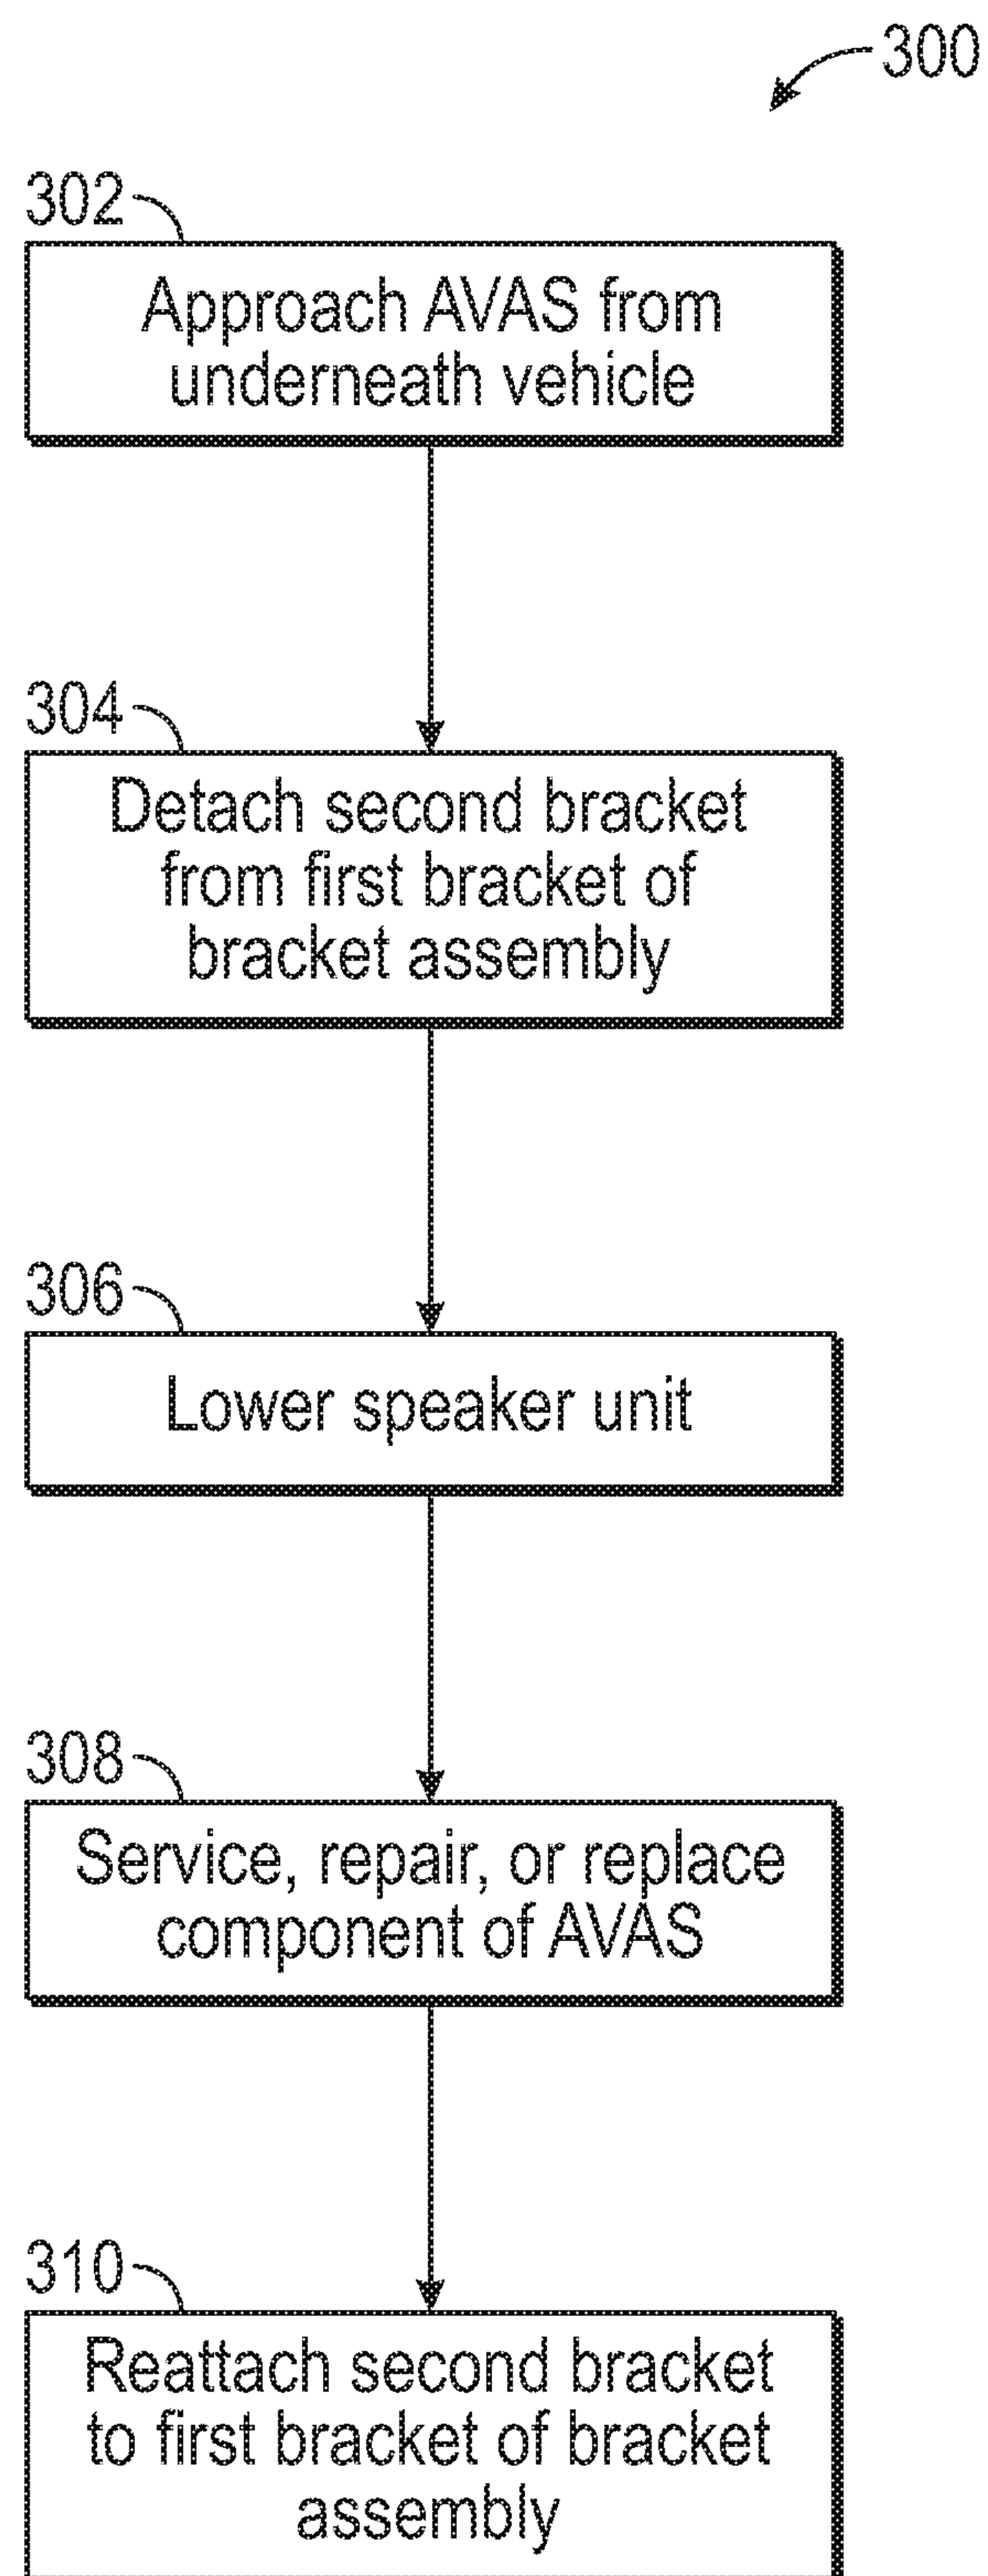 300
302
Approach AVAS from
underneath vehicle
304
Detach second bracket
from first bracket of
bracket assembly
306
Lower speaker unit
308
Service, repair, or replace
component of AVAS
310
Reattach second bracket
to first bracket of bracket
assembly